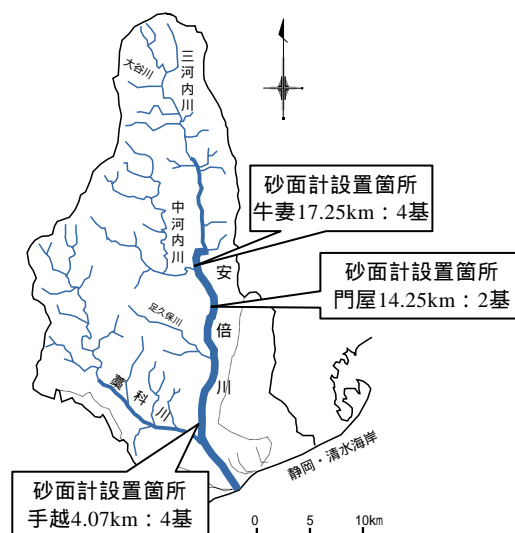 大谷川
三河内川
砂面計設置箇所
牛妻17.25km：4基
中河内川
安倍川
砂面計設置箇所
門屋14.25km：2基
足久保川
藁科川
静岡・清水海岸
砂面計設置箇所
手越4.07km：4基
0 5 10km